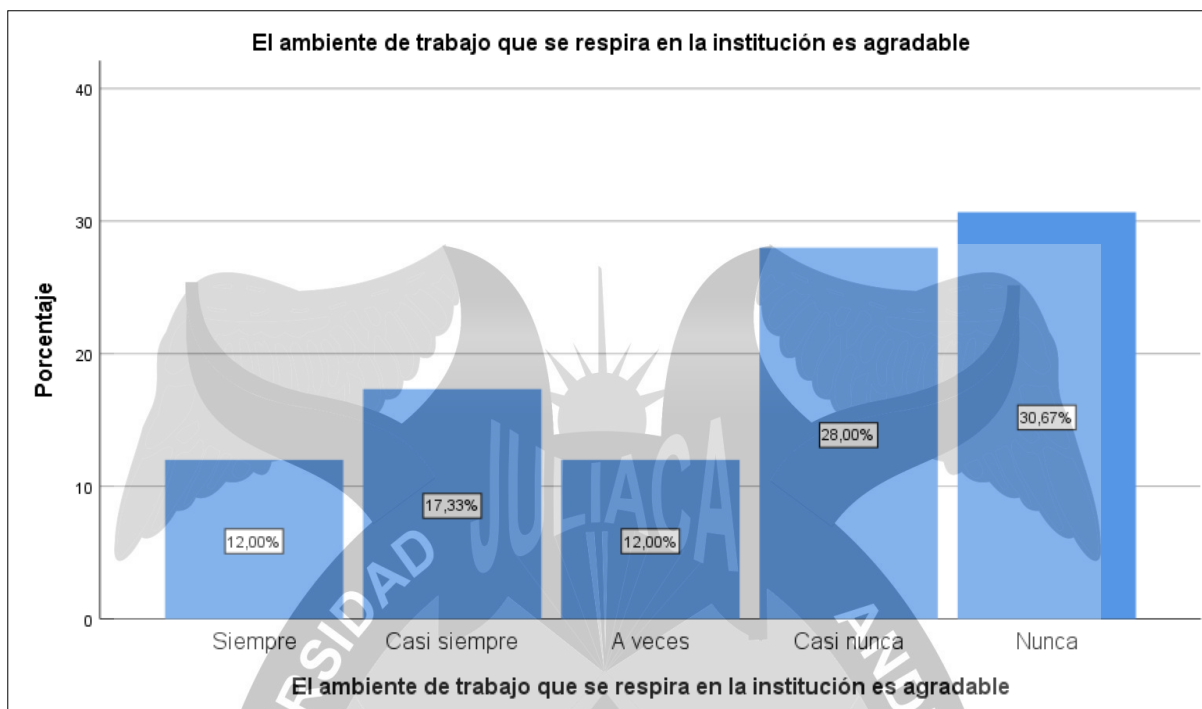 El ambiente de trabajo que se respira en la institución es agradable
40
30
20
10
0
Porcentaje
12,00%
17,33%
12,00%
28,00%
30,67%
Siempre
Casi siempre
A veces
Casi nunca
Nunca
El ambiente de trabajo que se respira en la institución es agradable
JULIACA
RSIDAD
AND